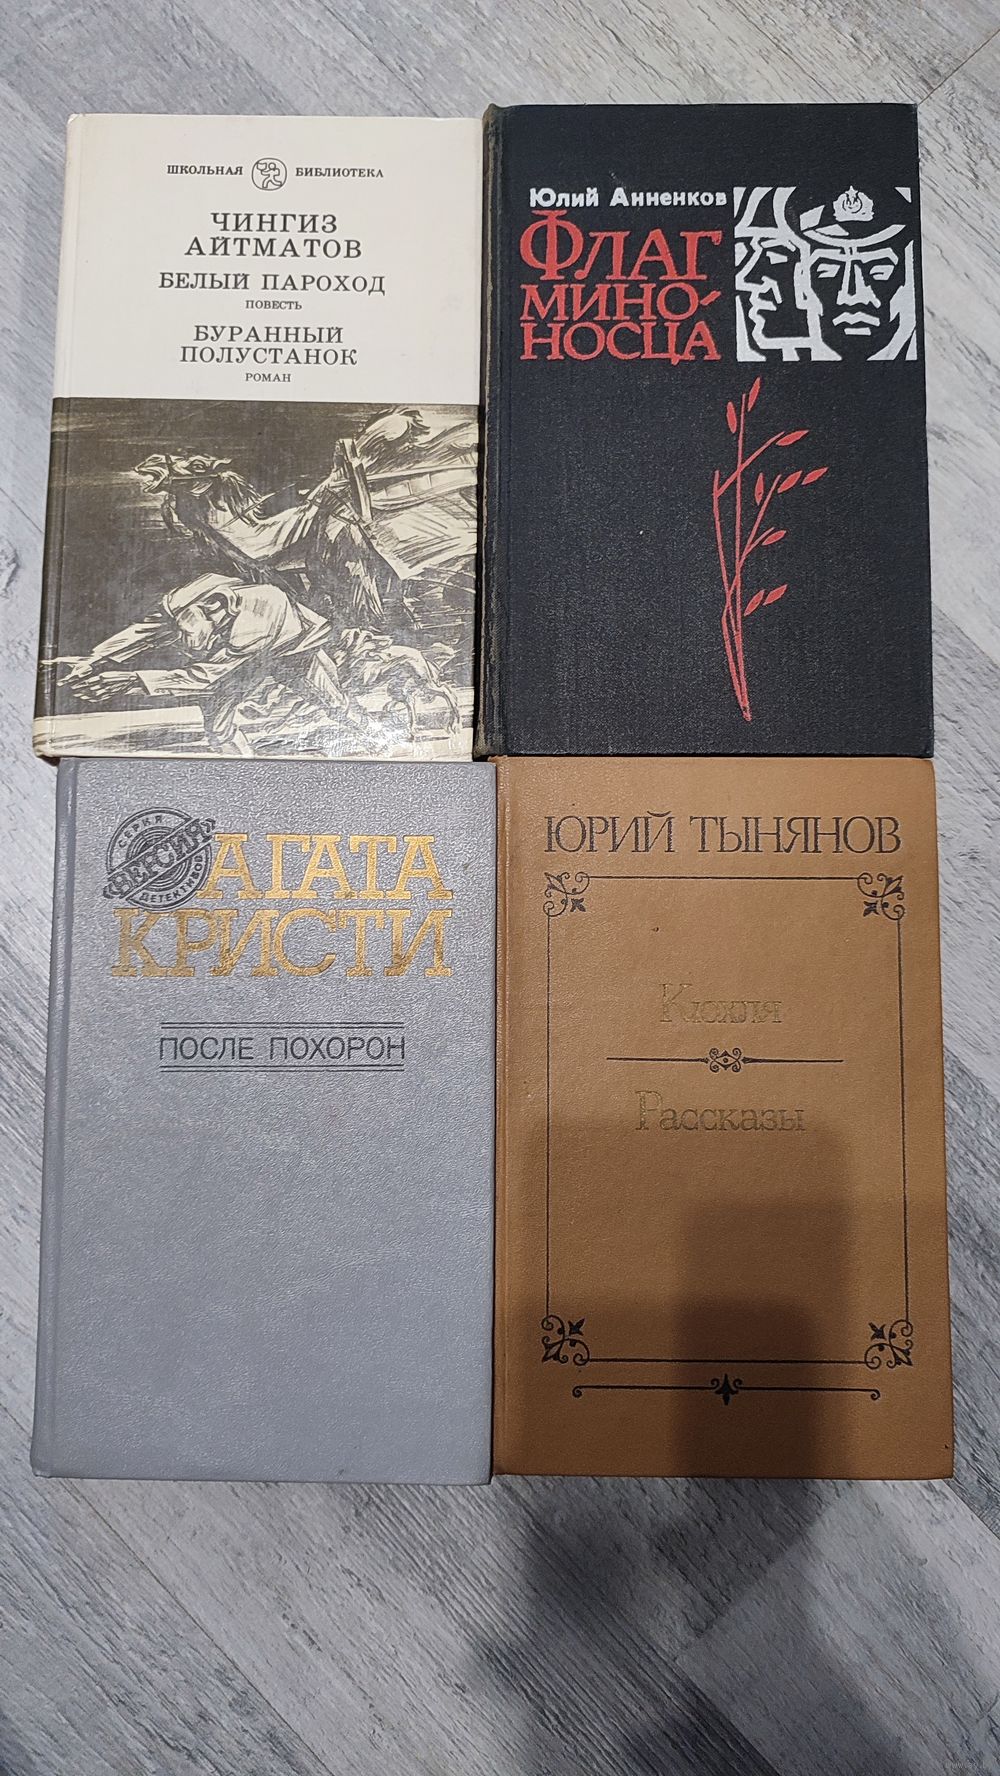 ШКОЛЬНАЯ БИБЛИОТЕКА
ЧИНГИЗ
АЙТМАТОВ
БЕЛЫЙ ПАРОХОД
ПОВЕСТЬ
БУРАННЫЙ
ПОЛУСТАНОК
РОМАН
Юлий Анненков
ФЛАГ
МИНО-
НОСЦА
СЕРИЯ
"ВЕРСИЯ"
ДЕТЕКТИВОВ
АГАТА
КРИСТИ
ПОСЛЕ ПОХОРОН
ЮРИЙ ТЫНЯНОВ
Кюхля
Рассказы